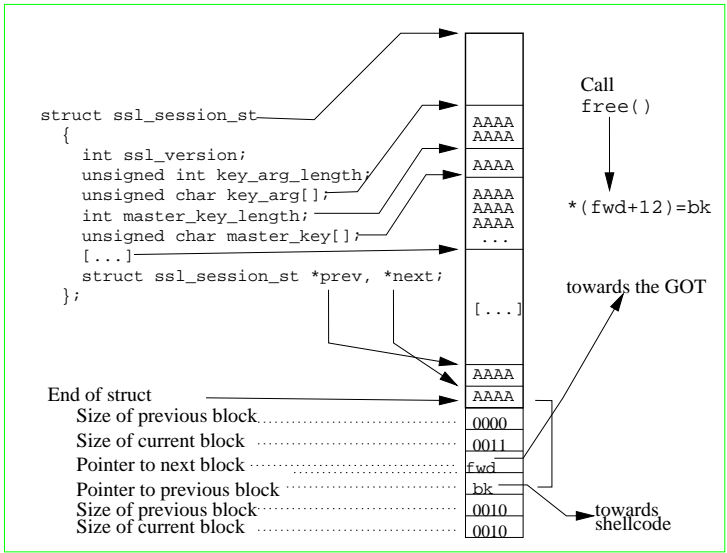 struct ssl_session_st
{
int ssl_version;
unsigned int key_arg_length;
unsigned char key_arg[];
int master_key_length;
unsigned char master_key[];
[...]
struct ssl_session_st *prev, *next;
};
End of struct
Size of previous block
Size of current block
Pointer to next block
Pointer to previous block
Size of previous block
Size of current block
AAAA
AAAA
AAAA
AAAA
AAAA
AAAA
...
[...]
AAAA
AAAA
0000
0011
fwd
bk
0010
0010
Call
free()
*(fwd+12)=bk
towards the GOT
towards
shellcode